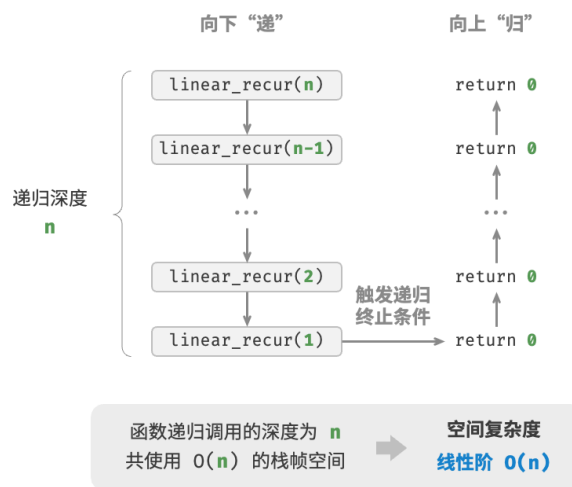 向下“递”
向上“归”
linear_recur(n)
return 0
linear_recur(n-1)
return 0
递归深度
n
...
...
linear_recur(2)
return 0
触发递归
终止条件
linear_recur(1)
return 0
函数递归调用的深度为 n
共使用 O(n) 的栈帧空间
空间复杂度
线性阶 O(n)